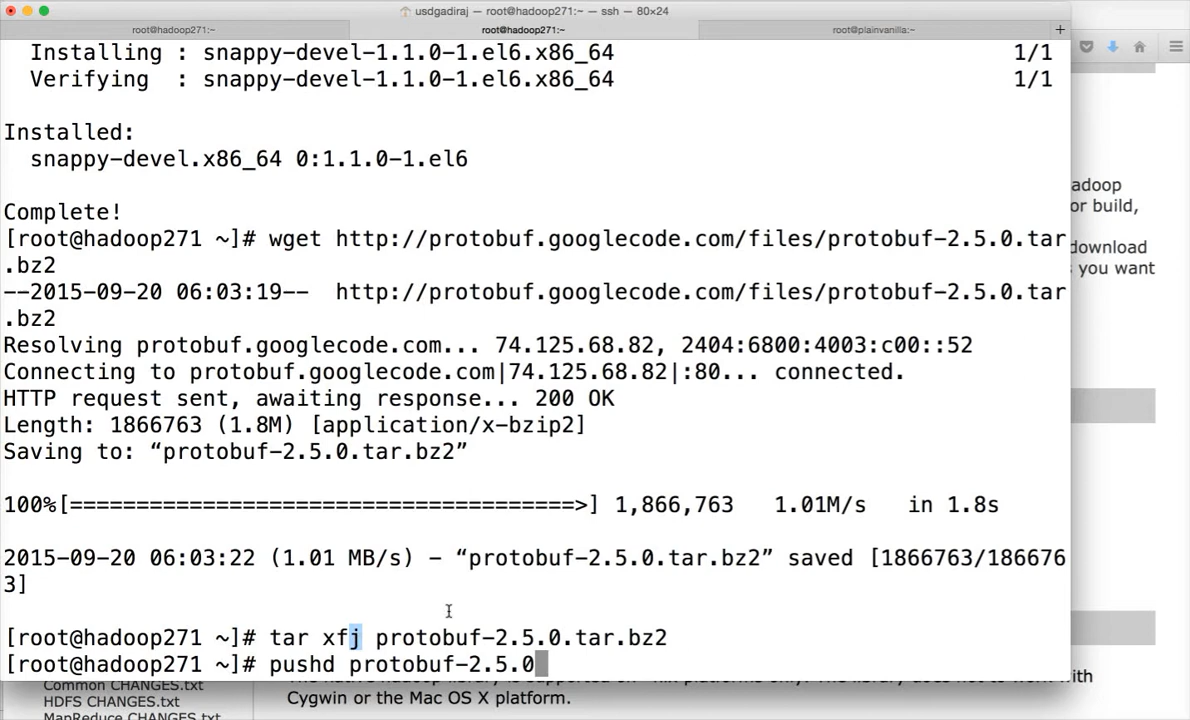 usdgadiraj — root@hadoop271:~ — ssh — 80×24
root@hadoop271:~
root@hadoop271:~
root@plainvanilla:~
+
Installing : snappy-devel-1.1.0-1.el6.x86_64 1/1
Verifying : snappy-devel-1.1.0-1.el6.x86_64 1/1
Installed:
snappy-devel.x86_64 0:1.1.0-1.el6
Complete!
[root@hadoop271 ~]# wget http://protobuf.googlecode.com/files/protobuf-2.5.0.tar
.bz2
--2015-09-20 06:03:19-- http://protobuf.googlecode.com/files/protobuf-2.5.0.tar
.bz2
Resolving protobuf.googlecode.com... 74.125.68.82, 2404:6800:4003:c00::52
Connecting to protobuf.googlecode.com|74.125.68.82|:80... connected.
HTTP request sent, awaiting response... 200 OK
Length: 1866763 (1.8M) [application/x-bzip2]
Saving to: “protobuf-2.5.0.tar.bz2”
100%[======================================>] 1,866,763 1.01M/s in 1.8s
2015-09-20 06:03:22 (1.01 MB/s) - “protobuf-2.5.0.tar.bz2” saved [1866763/186676
3]
[root@hadoop271 ~]# tar xfj protobuf-2.5.0.tar.bz2
[root@hadoop271 ~]# pushd protobuf-2.5.0
adoop
or build,
download
you want
with
Cygwin or the Mac OS X platform.
Common CHANGES.txt
HDFS CHANGES.txt
MapReduce CHANGES.txt